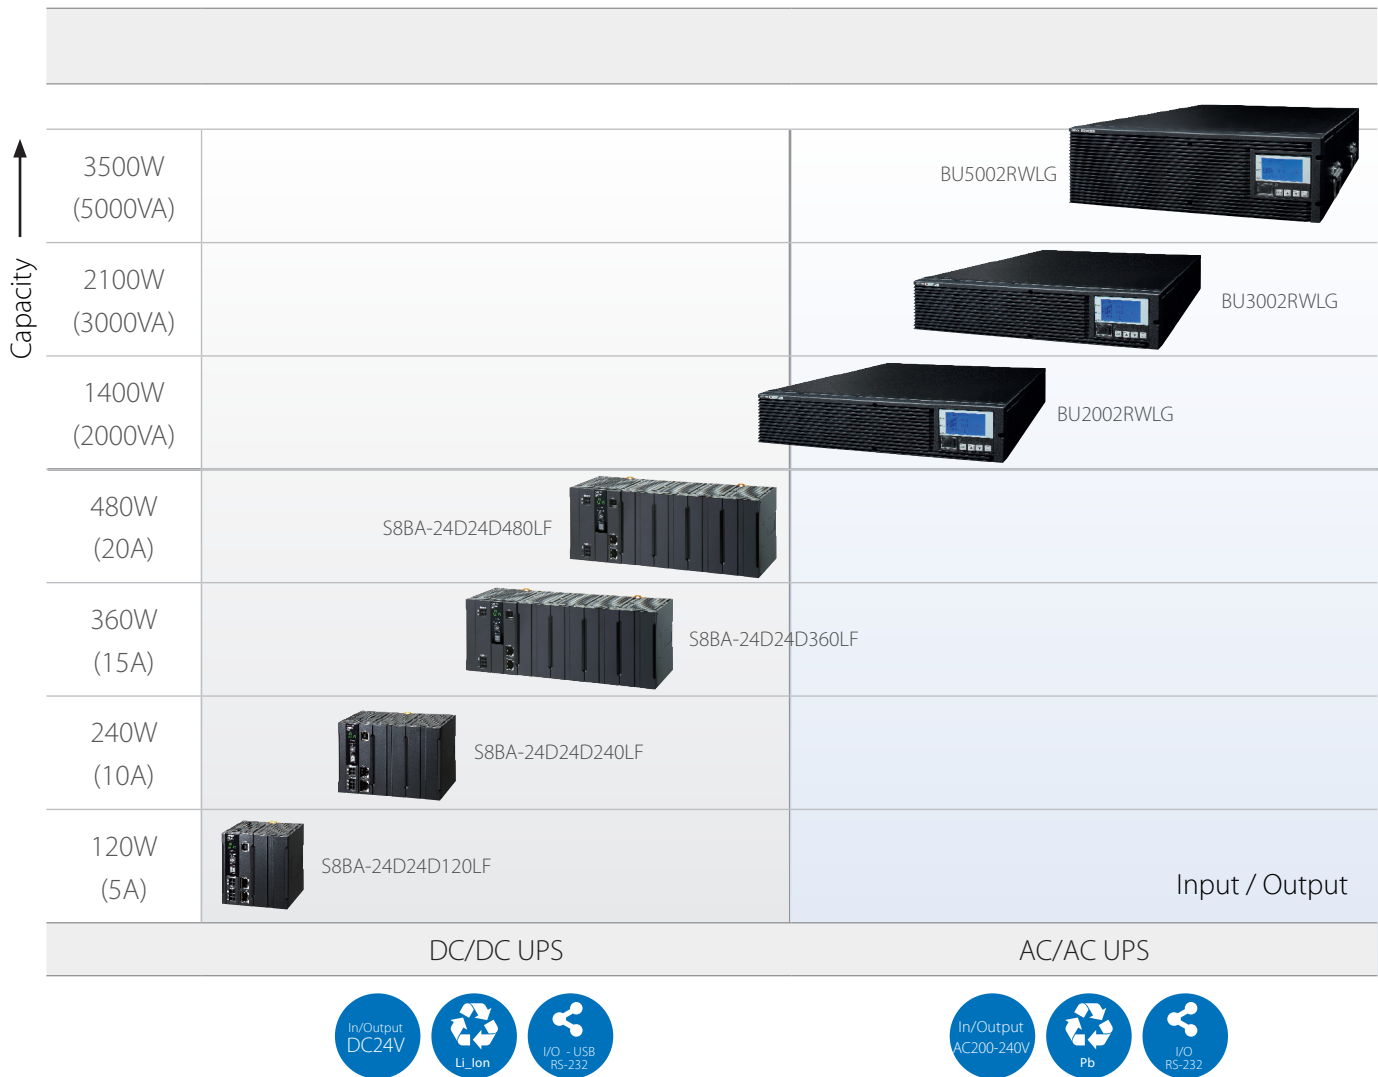 Capacity
3500W
(5000VA)
BU5002RWLG
2100W
(3000VA)
BU3002RWLG
1400W
(2000VA)
BU2002RWLG
480W
(20A)
S8BA-24D24D480LF
360W
(15A)
S8BA-24D24D360LF
240W
(10A)
S8BA-24D24D240LF
120W
(5A)
S8BA-24D24D120LF
Input / Output
DC/DC UPS
AC/AC UPS
In/Output
DC24V
Li_Ion
I/O - USB
RS-232
In/Output
AC200-240V
Pb
I/O
RS-232